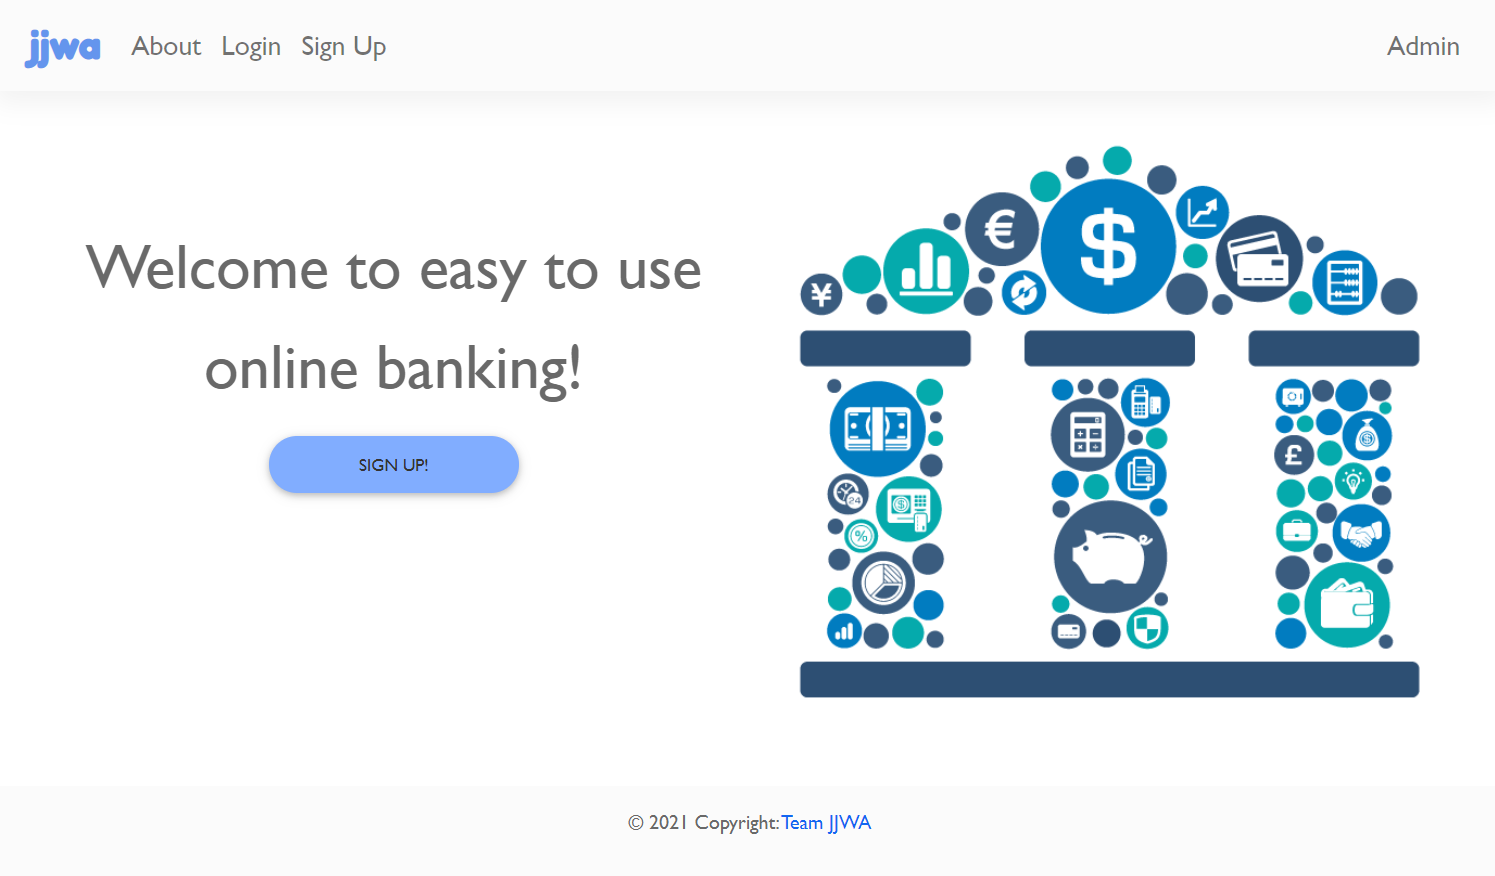 jjwa About Login Sign Up Admin
Welcome to easy to use
online banking!
SIGN UP!
¥ € $
£
$
24
$
%
© 2021 Copyright:Team JJWA